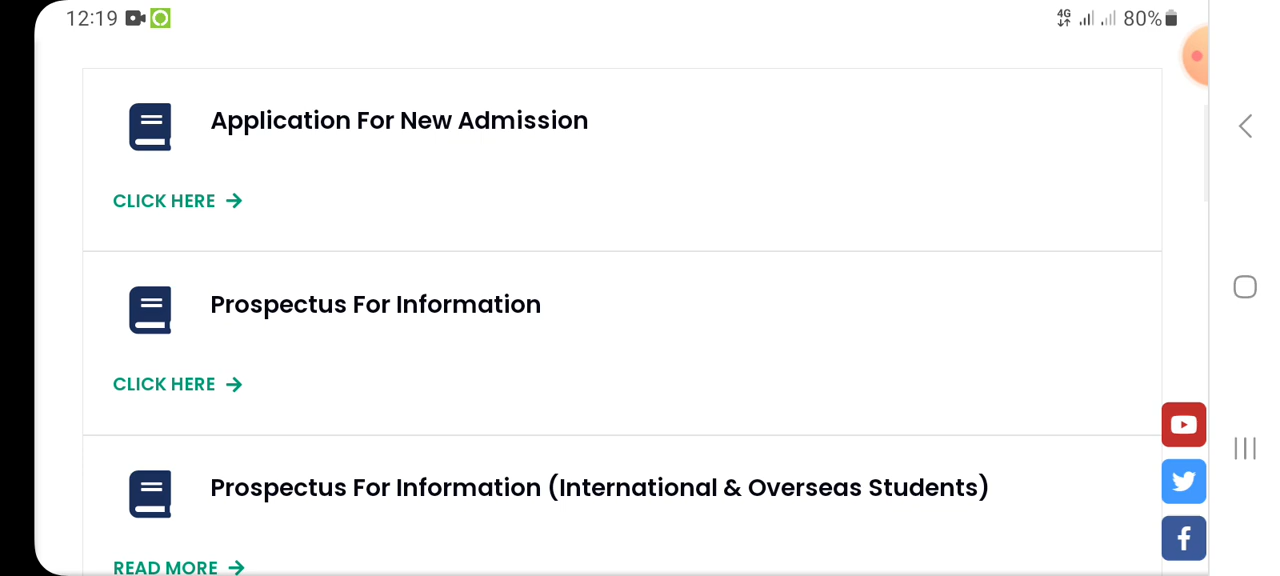 12:19
4G
80%
Application For New Admission
CLICK HERE
Prospectus For Information
CLICK HERE
Prospectus For Information (International & Overseas Students)
READ MORE